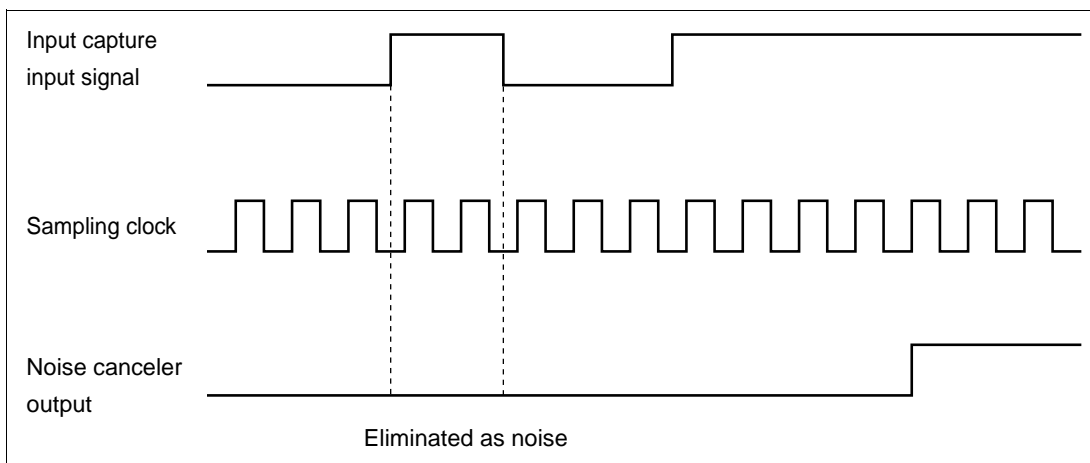 Input capture
input signal
Sampling clock
Noise canceler
output
Eliminated as noise